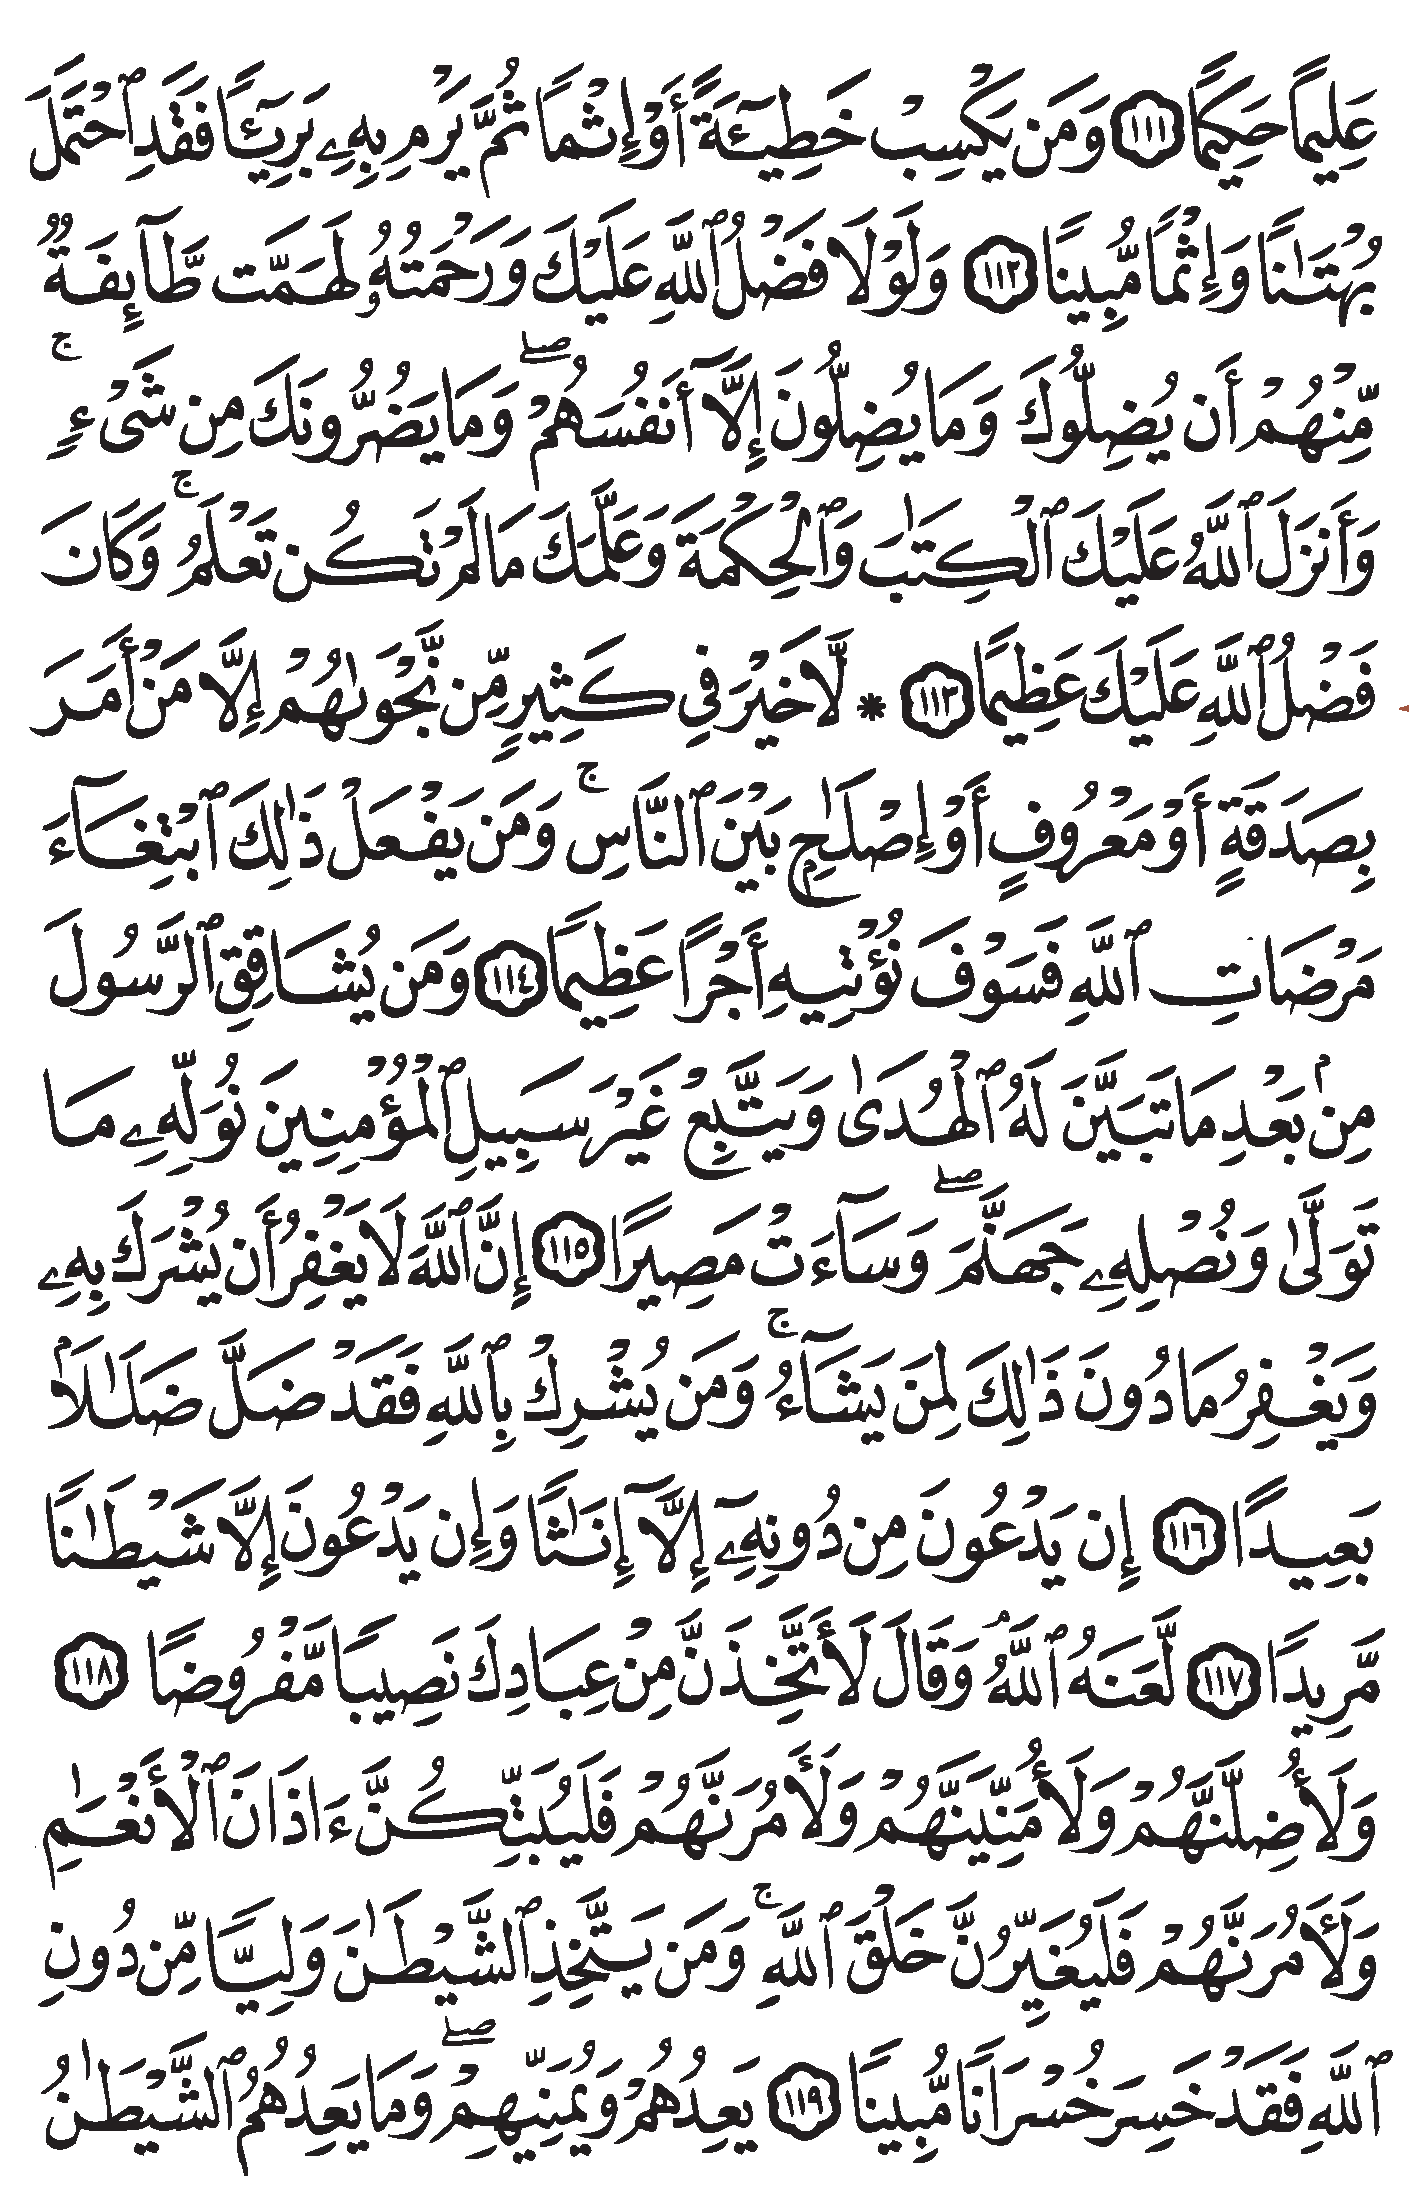 عَلِيمًا حَكِيمًا ١١١ وَمَن يَكْسِبْ خَطِيٓـَٔةً أَوْ إِثْمًا ثُمَّ يَرْمِ بِهِۦ بَرِيٓـًٔا فَقَدِ ٱحْتَمَلَ
بُهْتَـٰنًا وَإِثْمًا مُّبِينًا ١١٢ وَلَوْلَا فَضْلُ ٱللَّهِ عَلَيْكَ وَرَحْمَتُهُۥ لَهَمَّت طَّآئِفَةٌ
مِّنْهُمْ أَن يُضِلُّوكَ وَمَا يُضِلُّونَ إِلَّآ أَنفُسَهُمْ ۖ وَمَا يَضُرُّونَكَ مِن شَىْءٍ ۚ
وَأَنزَلَ ٱللَّهُ عَلَيْكَ ٱلْكِتَـٰبَ وَٱلْحِكْمَةَ وَعَلَّمَكَ مَا لَمْ تَكُن تَعْلَمُ ۚ وَكَانَ
فَضْلُ ٱللَّهِ عَلَيْكَ عَظِيمًا ١١٣ * لَّا خَيْرَ فِى كَثِيرٍ مِّن نَّجْوَىٰهُمْ إِلَّا مَنْ أَمَرَ
بِصَدَقَةٍ أَوْ مَعْرُوفٍ أَوْ إِصْلَـٰحٍۭ بَيْنَ ٱلنَّاسِ ۚ وَمَن يَفْعَلْ ذَٰلِكَ ٱبْتِغَآءَ
مَرْضَاتِ ٱللَّهِ فَسَوْفَ نُؤْتِيهِ أَجْرًا عَظِيمًا ١١٤ وَمَن يُشَاقِقِ ٱلرَّسُولَ
مِنۢ بَعْدِ مَا تَبَيَّنَ لَهُ ٱلْهُدَىٰ وَيَتَّبِعْ غَيْرَ سَبِيلِ ٱلْمُؤْمِنِينَ نُوَلِّهِۦ مَا
تَوَلَّىٰ وَنُصْلِهِۦ جَهَنَّمَ ۖ وَسَآءَتْ مَصِيرًا ١١٥ إِنَّ ٱللَّهَ لَا يَغْفِرُ أَن يُشْرَكَ بِهِۦ
وَيَغْفِرُ مَا دُونَ ذَٰلِكَ لِمَن يَشَآءُ ۚ وَمَن يُشْرِكْ بِٱللَّهِ فَقَدْ ضَلَّ ضَلَـٰلًۢا
بَعِيدًا ١١٦ إِن يَدْعُونَ مِن دُونِهِۦٓ إِلَّآ إِنَـٰثًا وَإِن يَدْعُونَ إِلَّا شَيْطَـٰنًا
مَّرِيدًا ١١٧ لَّعَنَهُ ٱللَّهُ ۘ وَقَالَ لَأَتَّخِذَنَّ مِنْ عِبَادِكَ نَصِيبًا مَّفْرُوضًا ١١٨
وَلَأُضِلَّنَّهُمْ وَلَأُمَنِّيَنَّهُمْ وَلَـَٔامُرَنَّهُمْ فَلَيُبَتِّكُنَّ ءَاذَانَ ٱلْأَنْعَـٰمِ
وَلَـَٔامُرَنَّهُمْ فَلَيُغَيِّرُنَّ خَلْقَ ٱللَّهِ ۚ وَمَن يَتَّخِذِ ٱلشَّيْطَـٰنَ وَلِيًّا مِّن دُونِ
ٱللَّهِ فَقَدْ خَسِرَ خُسْرَانًا مُّبِينًا ١١٩ يَعِدُهُمْ وَيُمَنِّيهِمْ ۖ وَمَا يَعِدُهُمُ ٱلشَّيْطَـٰنُ